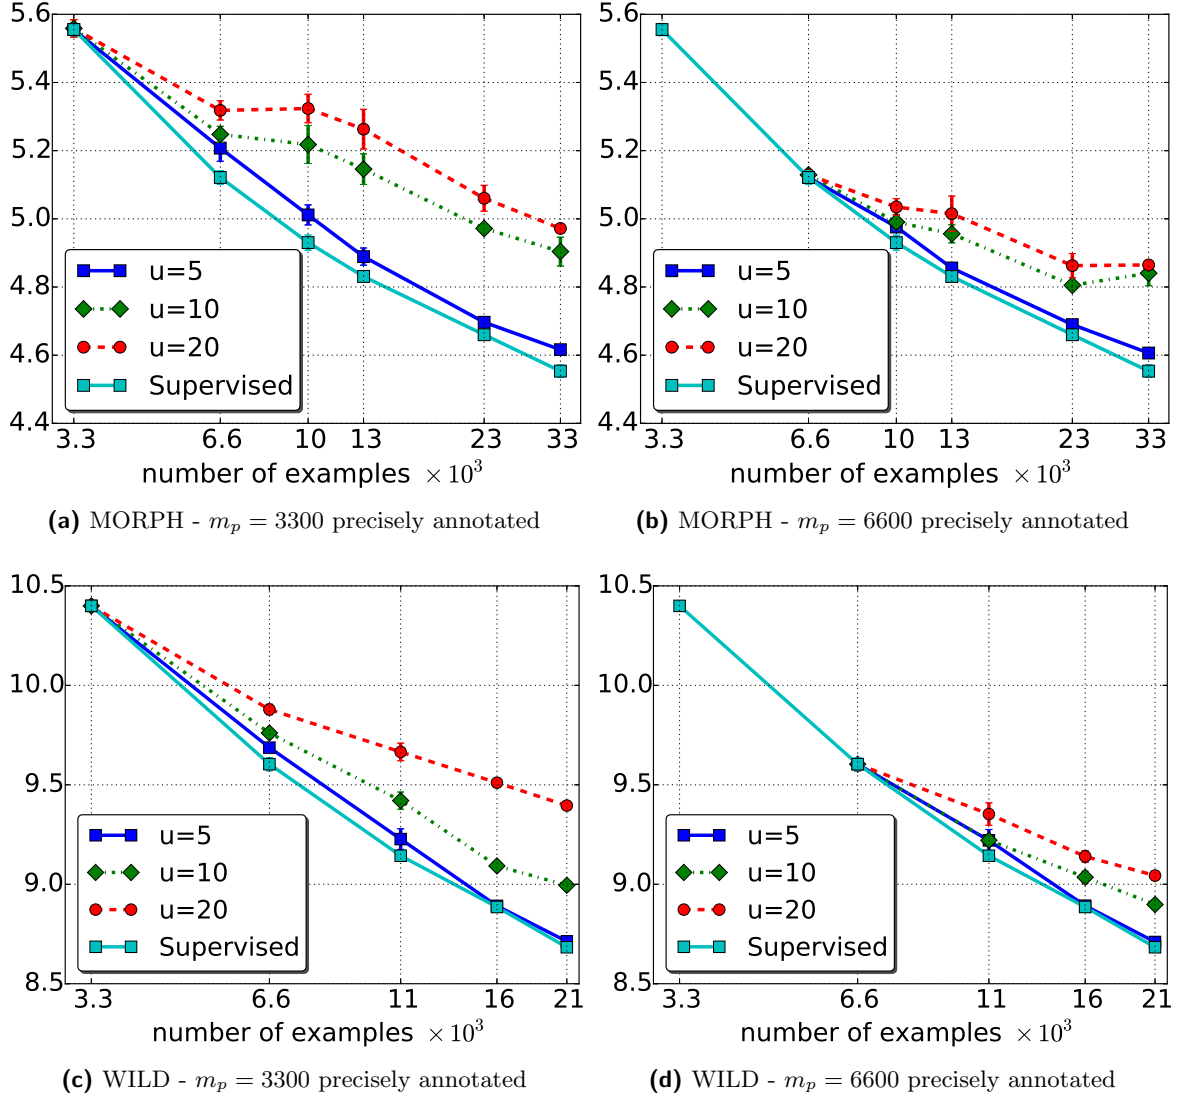 5.6
5.4
5.2
5.0
4.8
4.6
4.4
u=5
u=10
u=20
Supervised
3.3 6.6 10 13 23 33
number of examples ×10³
(a) MORPH - mₚ = 3300 precisely annotated
5.6
5.4
5.2
5.0
4.8
4.6
4.4
u=5
u=10
u=20
Supervised
3.3 6.6 10 13 23 33
number of examples ×10³
(b) MORPH - mₚ = 6600 precisely annotated
10.5
10.0
9.5
9.0
8.5
u=5
u=10
u=20
Supervised
3.3 6.6 11 16 21
number of examples ×10³
(c) WILD - mₚ = 3300 precisely annotated
10.5
10.0
9.5
9.0
8.5
u=5
u=10
u=20
Supervised
3.3 6.6 11 16 21
number of examples ×10³
(d) WILD - mₚ = 6600 precisely annotated